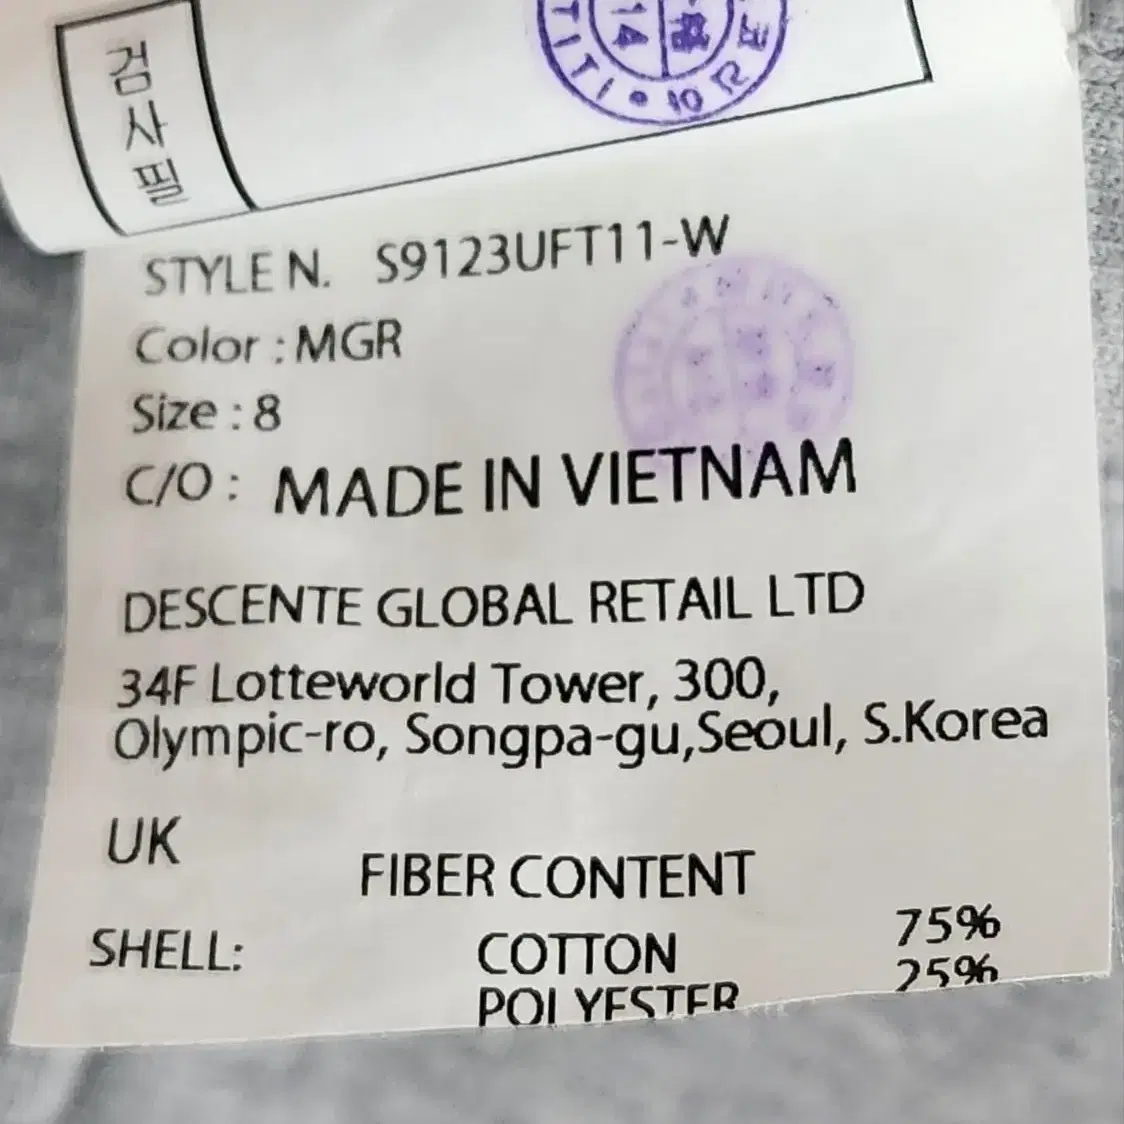 검사필
STYLE N. S9123UFT11-W
Color : MGR
Size : 8
C/O : MADE IN VIETNAM
DESCENTE GLOBAL RETAIL LTD
34F Lotteworld Tower, 300,
Olympic-ro, Songpa-gu,Seoul, S.Korea
UK
FIBER CONTENT
SHELL: COTTON 75%
POLYESTER 25%